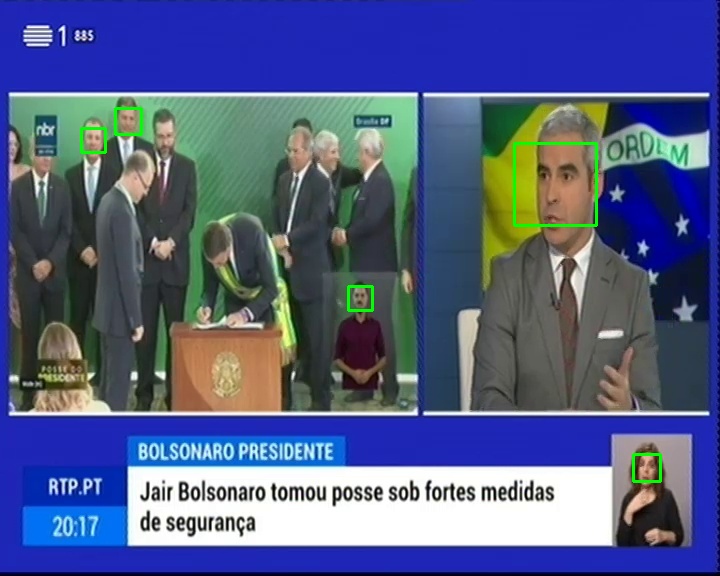 1 885
nbr
Brasília DF
ORDEM
POSSE DO
PRESIDENTE
BOLSONARO PRESIDENTE
RTP.PT
Jair Bolsonaro tomou posse sob fortes medidas
20:17
de segurança